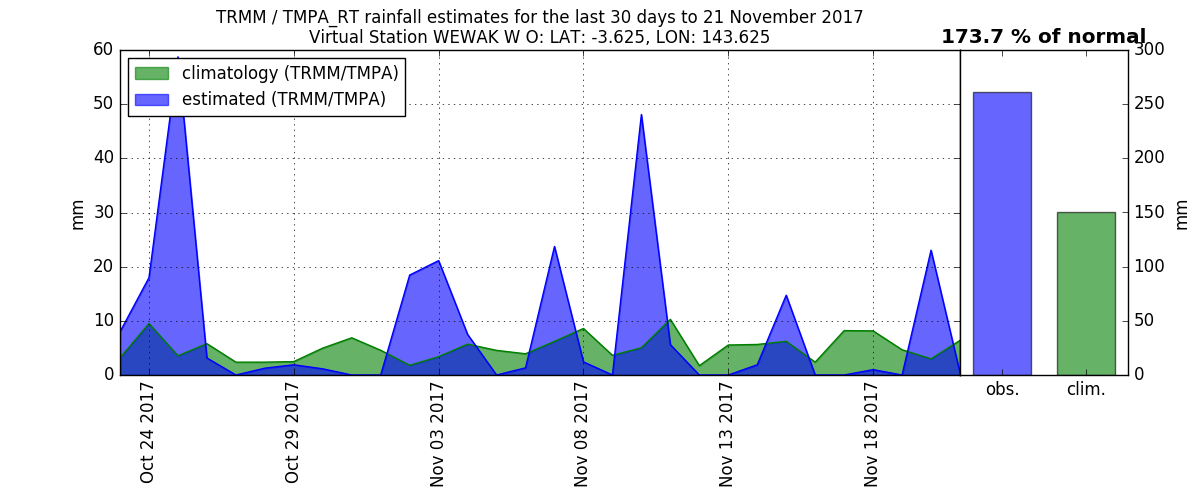 TRMM / TMPA_RT rainfall estimates for the last 30 days to 21 November 2017
Virtual Station WEWAK W O: LAT: -3.625, LON: 143.625
173.7 % of normal
climatology (TRMM/TMPA)
estimated (TRMM/TMPA)
60
50
40
30
20
10
0
mm
Oct 24 2017
Oct 29 2017
Nov 03 2017
Nov 08 2017
Nov 13 2017
Nov 18 2017
obs.
clim.
300
250
200
150
100
50
0
mm